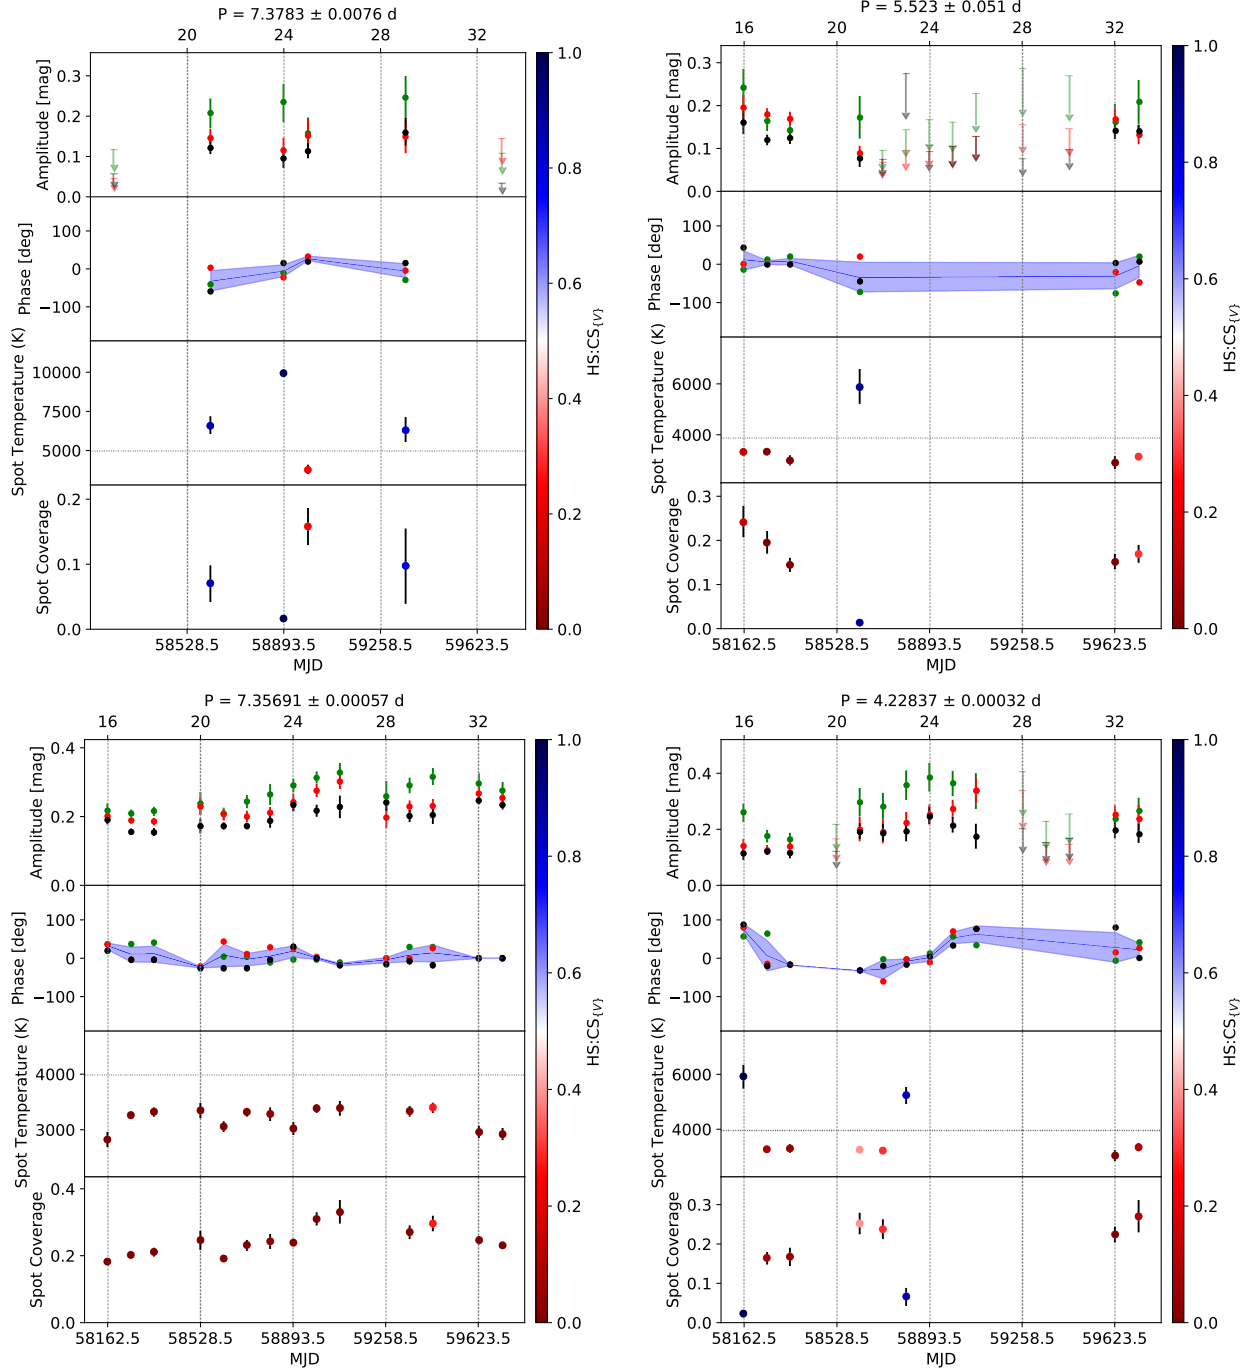 P = 7.3783 ± 0.0076 d
20 24 28 32
Amplitude [mag]
0.3
0.2
0.1
0.0
Phase [deg]
100
0
−100
Spot Temperature (K)
10000
7500
5000
Spot Coverage
0.2
0.1
0.0
58528.5 58893.5 59258.5 59623.5
MJD
1.0
0.8
0.6
0.4
0.2
0.0
HS:CS{V}
P = 5.523 ± 0.051 d
16 20 24 28 32
Amplitude [mag]
0.3
0.2
0.1
0.0
Phase [deg]
100
0
−100
Spot Temperature (K)
6000
4000
Spot Coverage
0.3
0.2
0.1
0.0
58162.5 58528.5 58893.5 59258.5 59623.5
MJD
1.0
0.8
0.6
0.4
0.2
0.0
HS:CS{V}
P = 7.35691 ± 0.00057 d
16 20 24 28 32
Amplitude [mag]
0.4
0.2
0.0
Phase [deg]
100
0
−100
Spot Temperature (K)
4000
3000
Spot Coverage
0.4
0.2
0.0
58162.5 58528.5 58893.5 59258.5 59623.5
MJD
1.0
0.8
0.6
0.4
0.2
0.0
HS:CS{V}
P = 4.22837 ± 0.00032 d
16 20 24 28 32
Amplitude [mag]
0.4
0.2
0.0
Phase [deg]
100
0
−100
Spot Temperature (K)
6000
4000
Spot Coverage
0.3
0.2
0.1
0.0
58162.5 58528.5 58893.5 59258.5 59623.5
MJD
1.0
0.8
0.6
0.4
0.2
0.0
HS:CS{V}